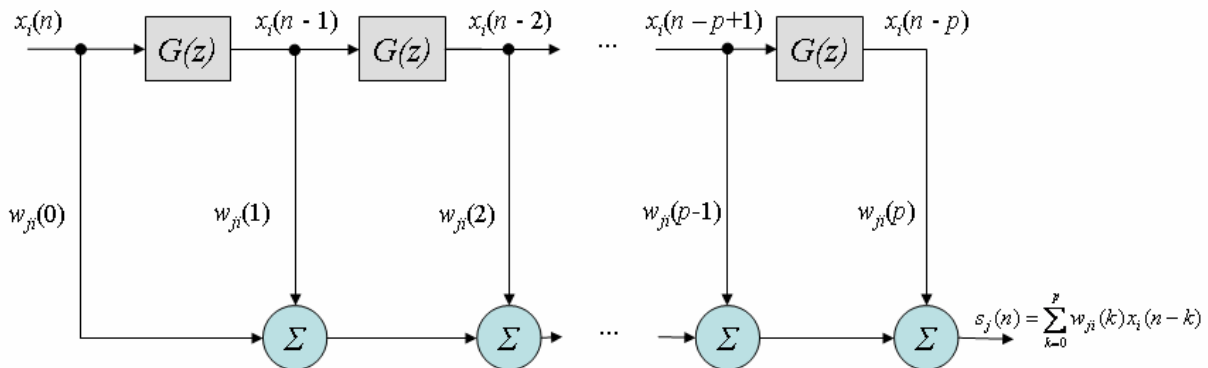 x_i(n) x_i(n - 1) x_i(n - 2) ... x_i(n – p+1) x_i(n - p)
G(z) G(z) G(z)
w_ji(0) w_ji(1) w_ji(2) w_ji(p-1) w_ji(p)
Σ Σ ... Σ Σ s_j(n) = ∑_{k=0}^{p} w_ji(k)x_i(n − k)